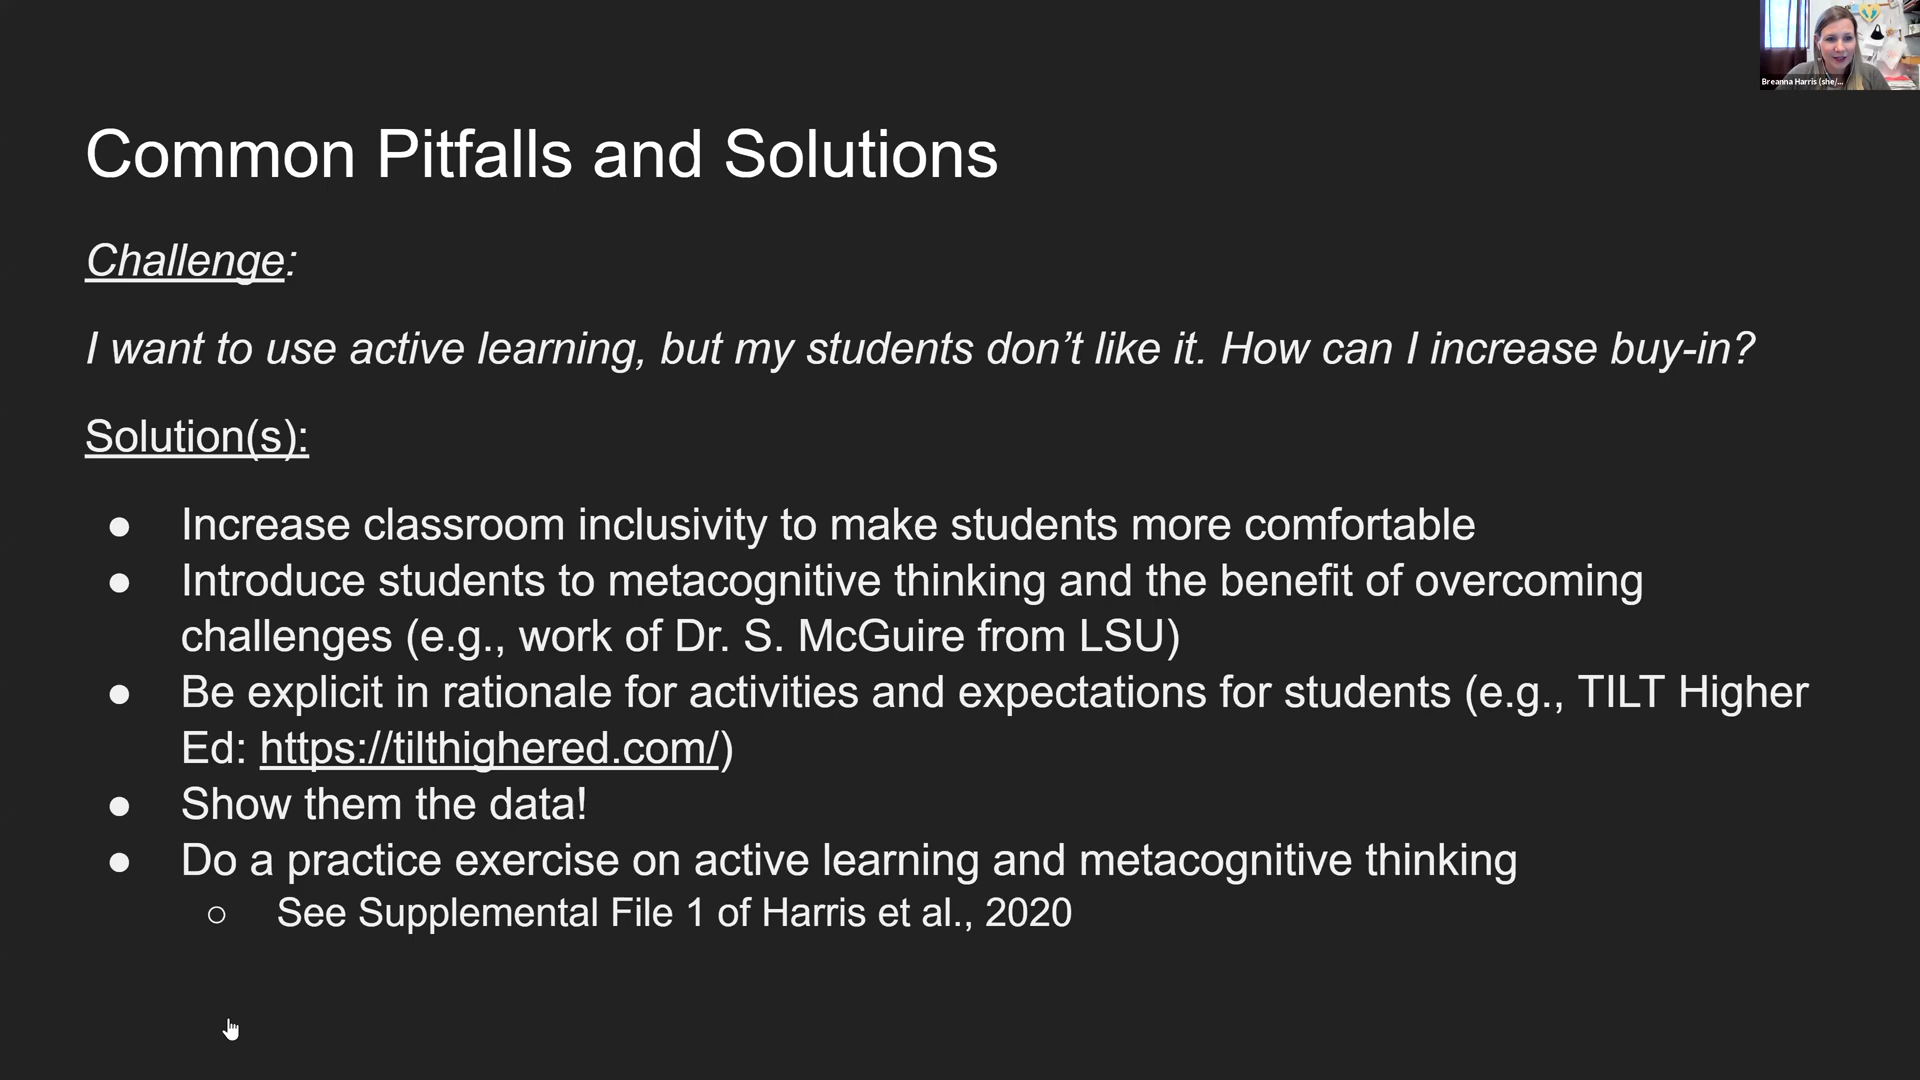 Breanna Harris (she/...
Common Pitfalls and Solutions
Challenge:
I want to use active learning, but my students don’t like it. How can I increase buy-in?
Solution(s):
● Increase classroom inclusivity to make students more comfortable
● Introduce students to metacognitive thinking and the benefit of overcoming
challenges (e.g., work of Dr. S. McGuire from LSU)
● Be explicit in rationale for activities and expectations for students (e.g., TILT Higher
Ed: https://tilthighered.com/)
● Show them the data!
● Do a practice exercise on active learning and metacognitive thinking
○ See Supplemental File 1 of Harris et al., 2020